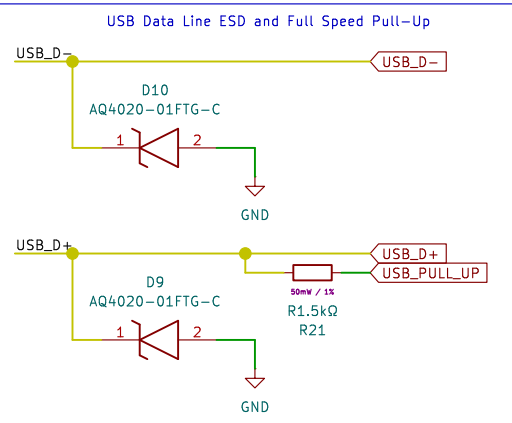 USB Data Line ESD and Full Speed Pull-Up
USB_D-
USB_D-
D10
AQ4020-01FTG-C
1
2
GND
USB_D+
USB_D+
USB_PULL_UP
D9
AQ4020-01FTG-C
50mW / 1%
1
2
R1.5kΩ
R21
GND